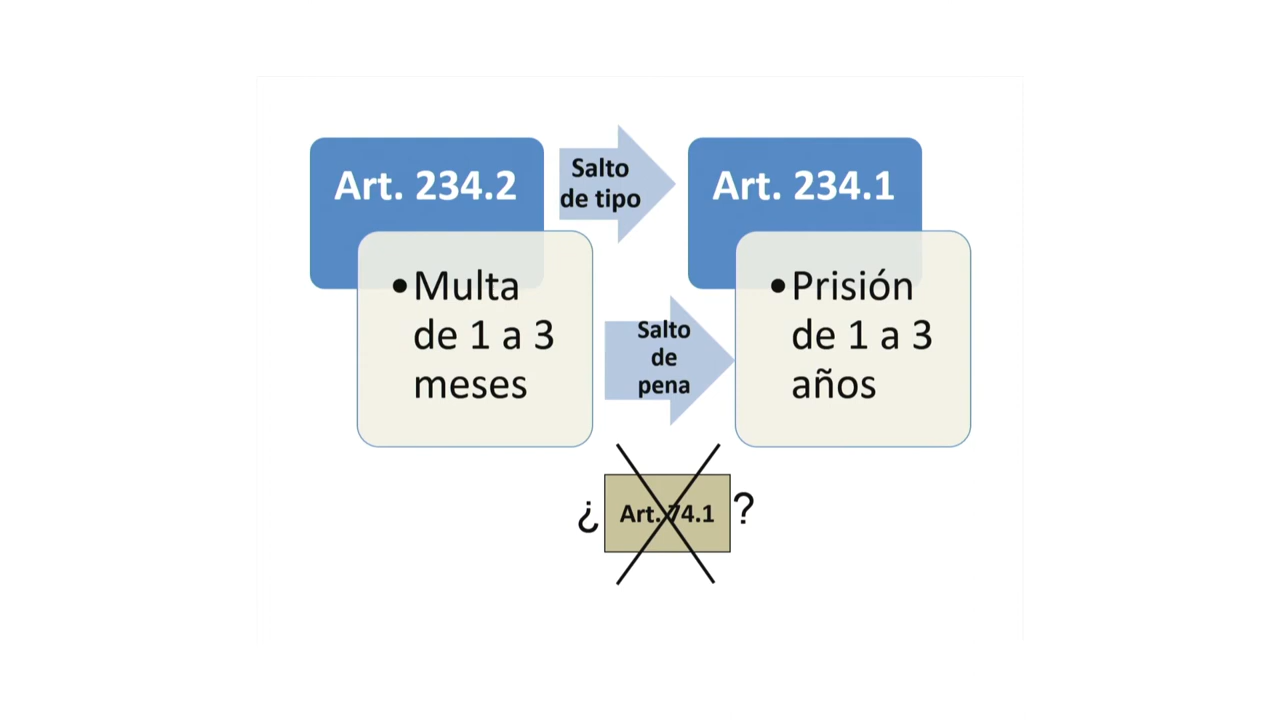 Art. 234.2
Salto
de tipo
Art. 234.1
•Multa
de 1 a 3
meses
Salto
de
pena
•Prisión
de 1 a 3
años
¿ Art. 74.1 ?